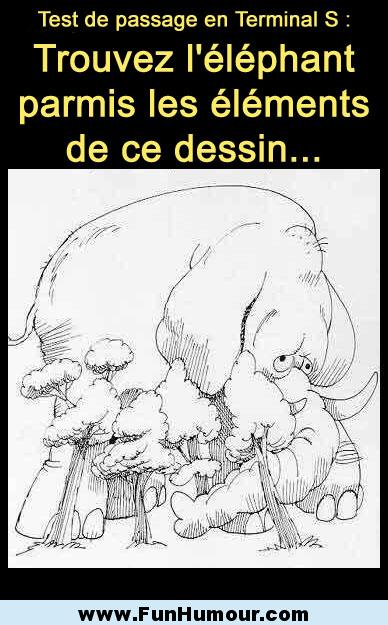 Test de passage en Terminal S :
Trouvez l'éléphant
parmis les éléments
de ce dessin...
www.FunHumour.com